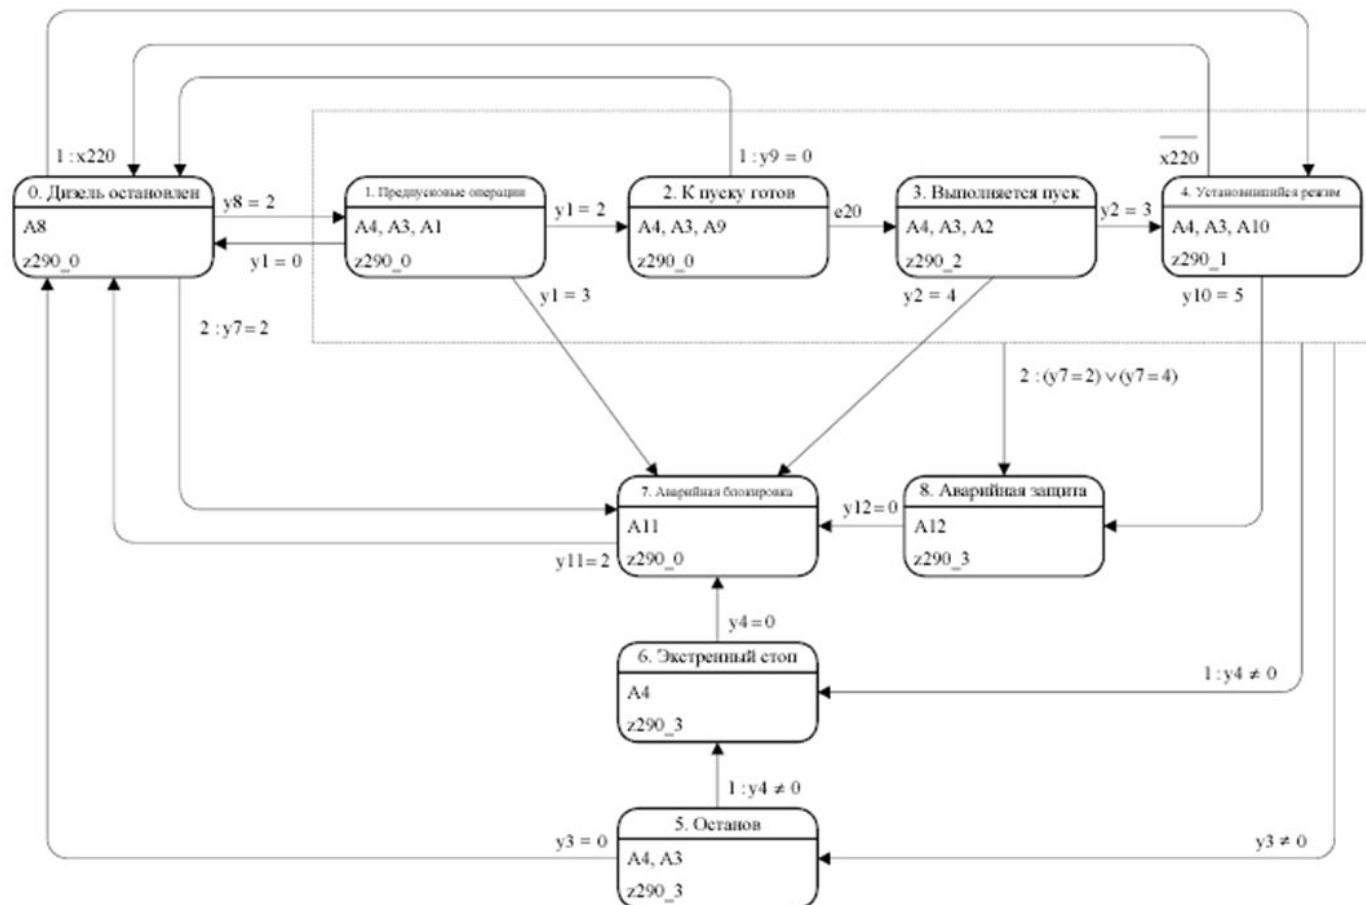 1 : x220
1 : y9 = 0
x220
0. Дизель остановлен
A8
z290_0
y8 = 2
y1 = 0
1. Предпусковые операции
A4, A3, A1
z290_0
y1 = 2
2. К пуску готов
A4, A3, A9
z290_0
e20
3. Выполняется пуск
A4, A3, A2
z290_2
y2 = 3
4. Установившийся режим
A4, A3, A10
z290_1
2 : y7 = 2
y1 = 3
y2 = 4
y10 = 5
2 : (y7 = 2) ∨ (y7 = 4)
7. Аварийная блокировка
A11
z290_0
y11 = 2
y12 = 0
8. Аварийная защита
A12
z290_3
y4 = 0
6. Экстренный стоп
A4
z290_3
1 : y4 ≠ 0
1 : y4 ≠ 0
5. Останов
A4, A3
z290_3
y3 = 0
y3 ≠ 0